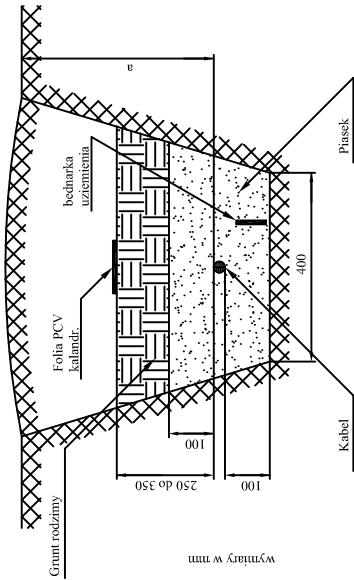 a
bednarka
uziemienia
Piasek
Folia PCV
kalandr.
400
Grunt rodzimy
100
250 do 350
100
Kabel
wymiary w mm